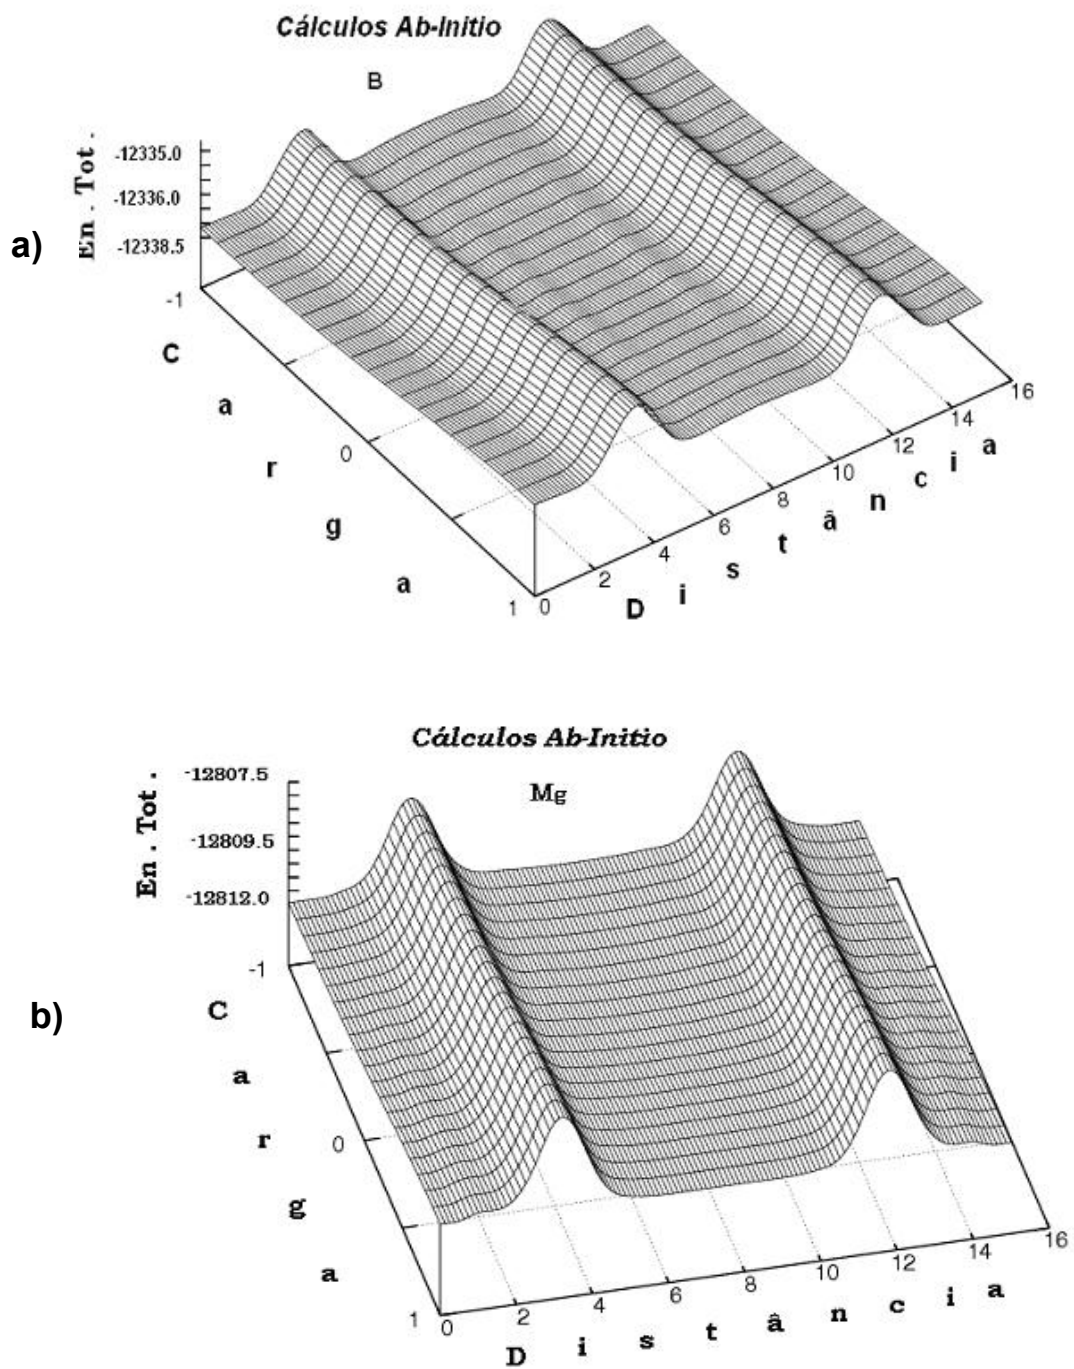 Cálculos Ab-Initio
B
En. Tot.
-12335.0
-12336.0
-12338.5
a)
-1
0
1
C a r g a
0
2
4
6
8
10
12
14
16
D i s t â n c i a
Cálculos Ab-Initio
Mg
En. Tot.
-12807.5
-12809.5
-12812.0
b)
-1
0
1
C a r g a
0
2
4
6
8
10
12
14
16
D i s t â n c i a